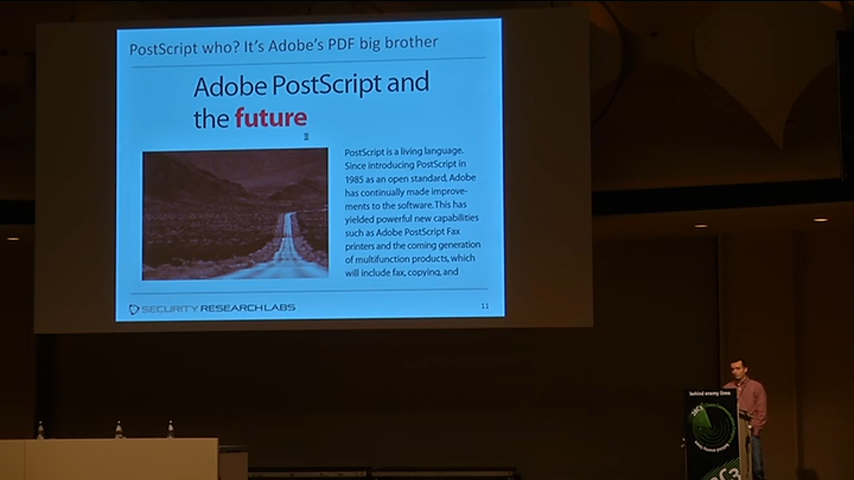 PostScript who? It's Adobe's PDF big brother
Adobe PostScript and
the future
PostScript is a living language.
Since introducing PostScript in
1985 as an open standard, Adobe
has continually made improve-
ments to the software. This has
yielded powerful new capabilities
such as Adobe PostScript Fax
printers and the coming generation
of multifunction products, which
will include fax, copying, and
SECURITY RESEARCH LABS
11
behind enemy lines